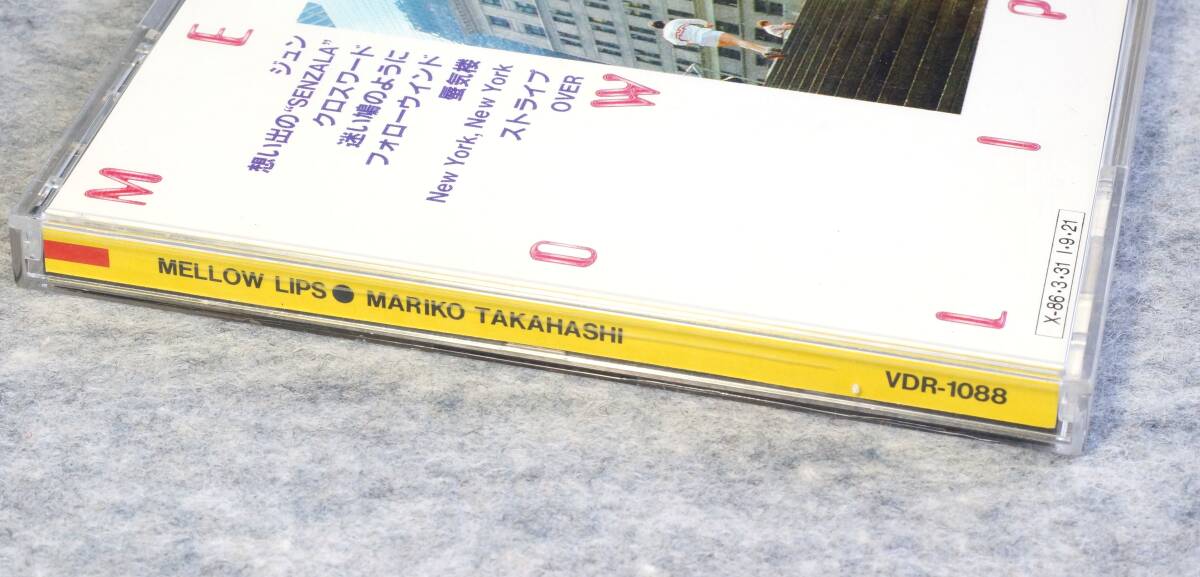 ジュン
想い出の“SENZALA”
クロスワード
迷い鳩のように
フォローウインド
蜃気楼
New York, New York
ストライプ
OVER
M
E
O
W
L
I
P
X-86·3·31 I·9·21
MELLOW LIPS● MARIKO TAKAHASHI
VDR-1088